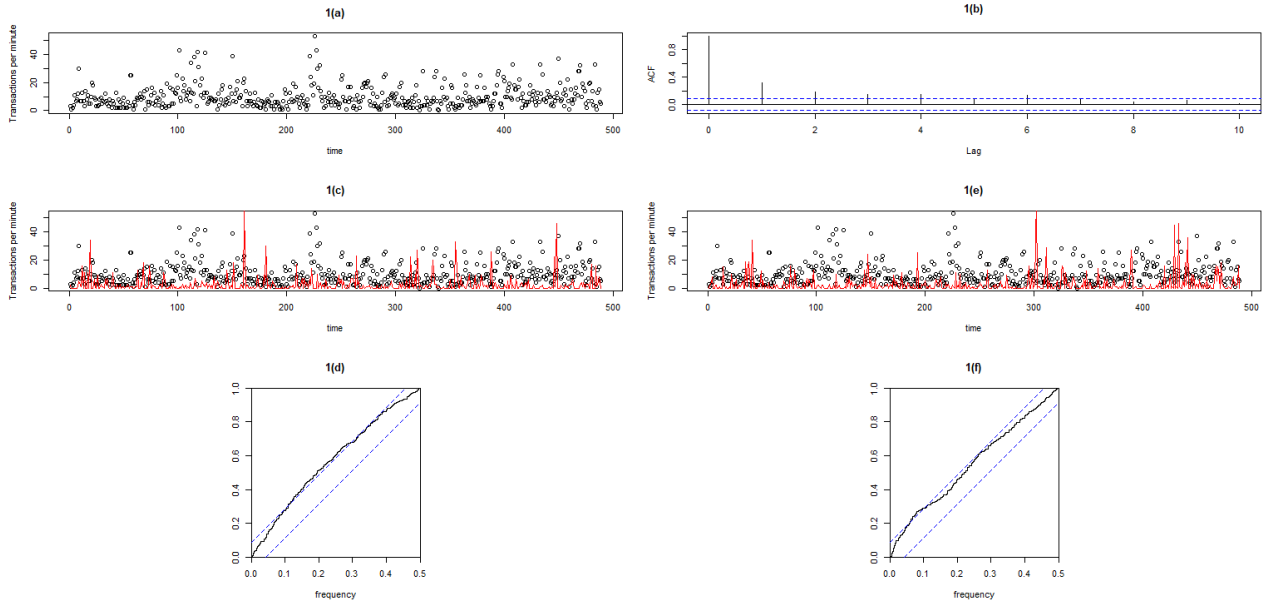 1(a)
Transactions per minute
0 20 40
0 100 200 300 400 500
time
1(b)
ACF
0.0 0.4 0.8
0 2 4 6 8 10
Lag
1(c)
Transactions per minute
0 20 40
0 100 200 300 400 500
time
1(e)
Transactions per minute
0 20 40
0 100 200 300 400 500
time
1(d)
0.0 0.2 0.4 0.6 0.8 1.0
0.0 0.1 0.2 0.3 0.4 0.5
frequency
1(f)
0.0 0.2 0.4 0.6 0.8 1.0
0.0 0.1 0.2 0.3 0.4 0.5
frequency